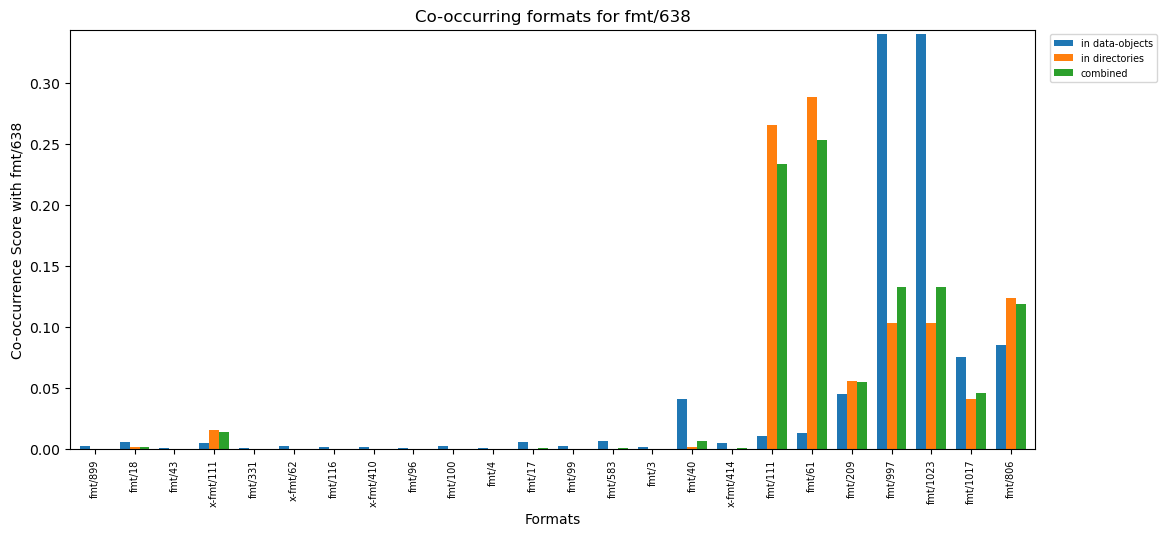 Co-occurring formats for fmt/638
in data-objects
in directories
combined
Co-occurrence Score with fmt/638
0.30
0.25
0.20
0.15
0.10
0.05
0.00
fmt/899
fmt/18
fmt/43
x-fmt/111
fmt/331
x-fmt/62
fmt/116
x-fmt/410
fmt/96
fmt/100
fmt/4
fmt/17
fmt/99
fmt/583
fmt/3
fmt/40
x-fmt/414
fmt/111
fmt/61
fmt/209
fmt/997
fmt/1023
fmt/1017
fmt/806
Formats